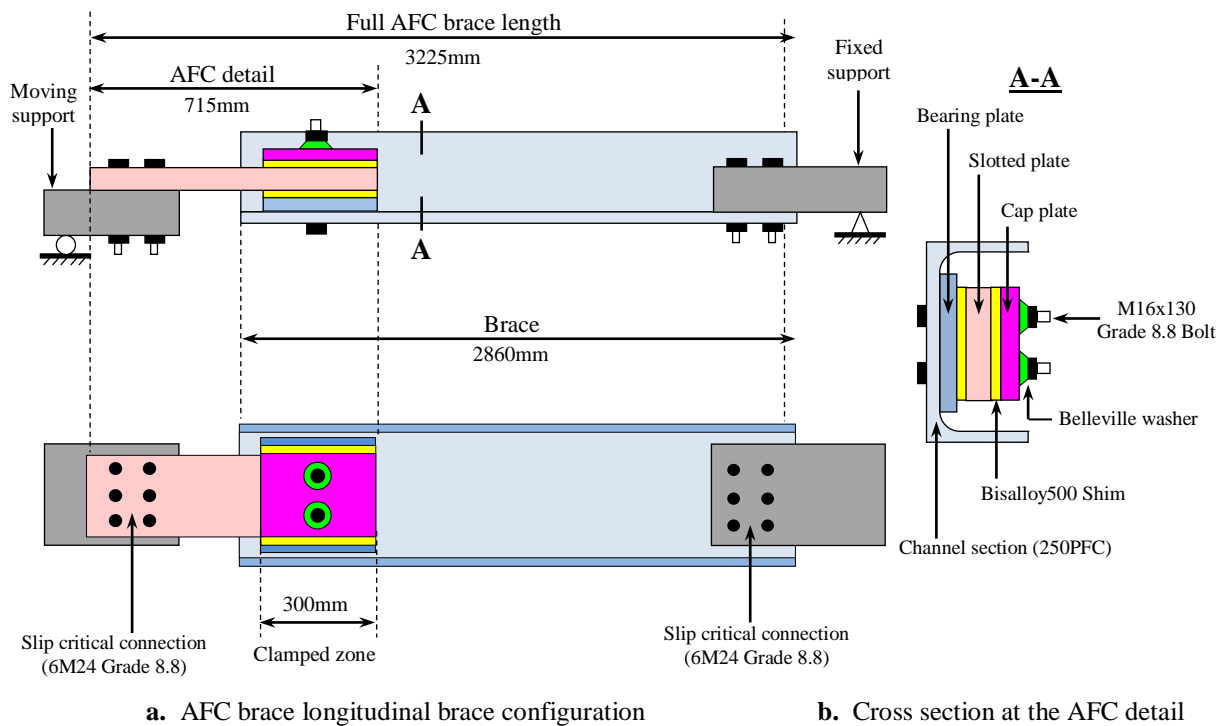 Full AFC brace length
3225mm
AFC detail
715mm
Moving
support
A
A
Fixed
support
Brace
2860mm
300mm
Clamped zone
Slip critical connection
(6M24 Grade 8.8)
Slip critical connection
(6M24 Grade 8.8)
a. AFC brace longitudinal brace configuration
A-A
Bearing plate
Slotted plate
Cap plate
M16x130
Grade 8.8 Bolt
Belleville washer
Bisalloy500 Shim
Channel section (250PFC)
b. Cross section at the AFC detail